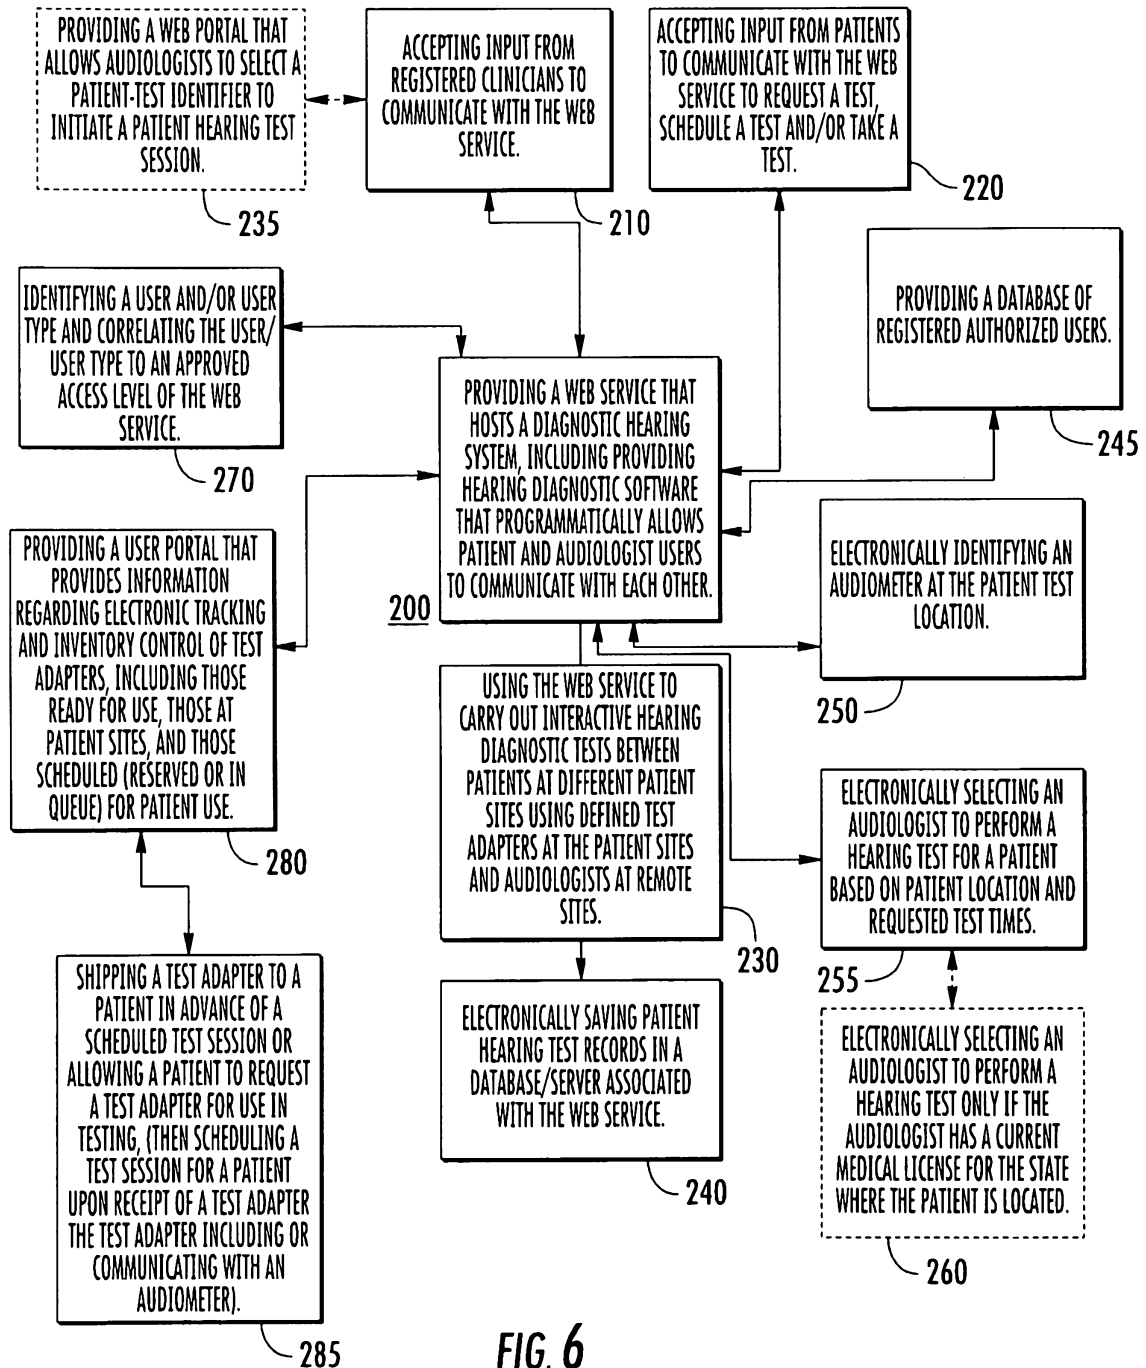 PROVIDING A WEB PORTAL THAT
ALLOWS AUDIOLOGISTS TO SELECT A
PATIENT-TEST IDENTIFIER TO
INITIATE A PATIENT HEARING TEST
SESSION.
235
ACCEPTING INPUT FROM
REGISTERED CLINICIANS TO
COMMUNICATE WITH THE WEB
SERVICE.
210
ACCEPTING INPUT FROM PATIENTS
TO COMMUNICATE WITH THE WEB
SERVICE TO REQUEST A TEST,
SCHEDULE A TEST AND/OR TAKE A
TEST.
220
IDENTIFYING A USER AND/OR USER
TYPE AND CORRELATING THE USER/
USER TYPE TO AN APPROVED
ACCESS LEVEL OF THE WEB
SERVICE.
270
PROVIDING A DATABASE OF
REGISTERED AUTHORIZED USERS.
245
PROVIDING A WEB SERVICE THAT
HOSTS A DIAGNOSTIC HEARING
SYSTEM, INCLUDING PROVIDING
HEARING DIAGNOSTIC SOFTWARE
THAT PROGRAMMATICALLY ALLOWS
PATIENT AND AUDIOLOGIST USERS
TO COMMUNICATE WITH EACH OTHER.
200
PROVIDING A USER PORTAL THAT
PROVIDES INFORMATION
REGARDING ELECTRONIC TRACKING
AND INVENTORY CONTROL OF TEST
ADAPTERS, INCLUDING THOSE
READY FOR USE, THOSE AT
PATIENT SITES, AND THOSE
SCHEDULED (RESERVED OR IN
QUEUE) FOR PATIENT USE.
280
ELECTRONICALLY IDENTIFYING AN
AUDIOMETER AT THE PATIENT TEST
LOCATION.
250
USING THE WEB SERVICE TO
CARRY OUT INTERACTIVE HEARING
DIAGNOSTIC TESTS BETWEEN
PATIENTS AT DIFFERENT PATIENT
SITES USING DEFINED TEST
ADAPTERS AT THE PATIENT SITES
AND AUDIOLOGISTS AT REMOTE
SITES.
230
ELECTRONICALLY SELECTING AN
AUDIOLOGIST TO PERFORM A
HEARING TEST FOR A PATIENT
BASED ON PATIENT LOCATION AND
REQUESTED TEST TIMES.
255
SHIPPING A TEST ADAPTER TO A
PATIENT IN ADVANCE OF A
SCHEDULED TEST SESSION OR
ALLOWING A PATIENT TO REQUEST
A TEST ADAPTER FOR USE IN
TESTING, (THEN SCHEDULING A
TEST SESSION FOR A PATIENT
UPON RECEIPT OF A TEST ADAPTER
THE TEST ADAPTER INCLUDING OR
COMMUNICATING WITH AN
AUDIOMETER).
285
ELECTRONICALLY SAVING PATIENT
HEARING TEST RECORDS IN A
DATABASE/SERVER ASSOCIATED
WITH THE WEB SERVICE.
240
ELECTRONICALLY SELECTING AN
AUDIOLOGIST TO PERFORM A
HEARING TEST ONLY IF THE
AUDIOLOGIST HAS A CURRENT
MEDICAL LICENSE FOR THE STATE
WHERE THE PATIENT IS LOCATED.
260
FIG. 6